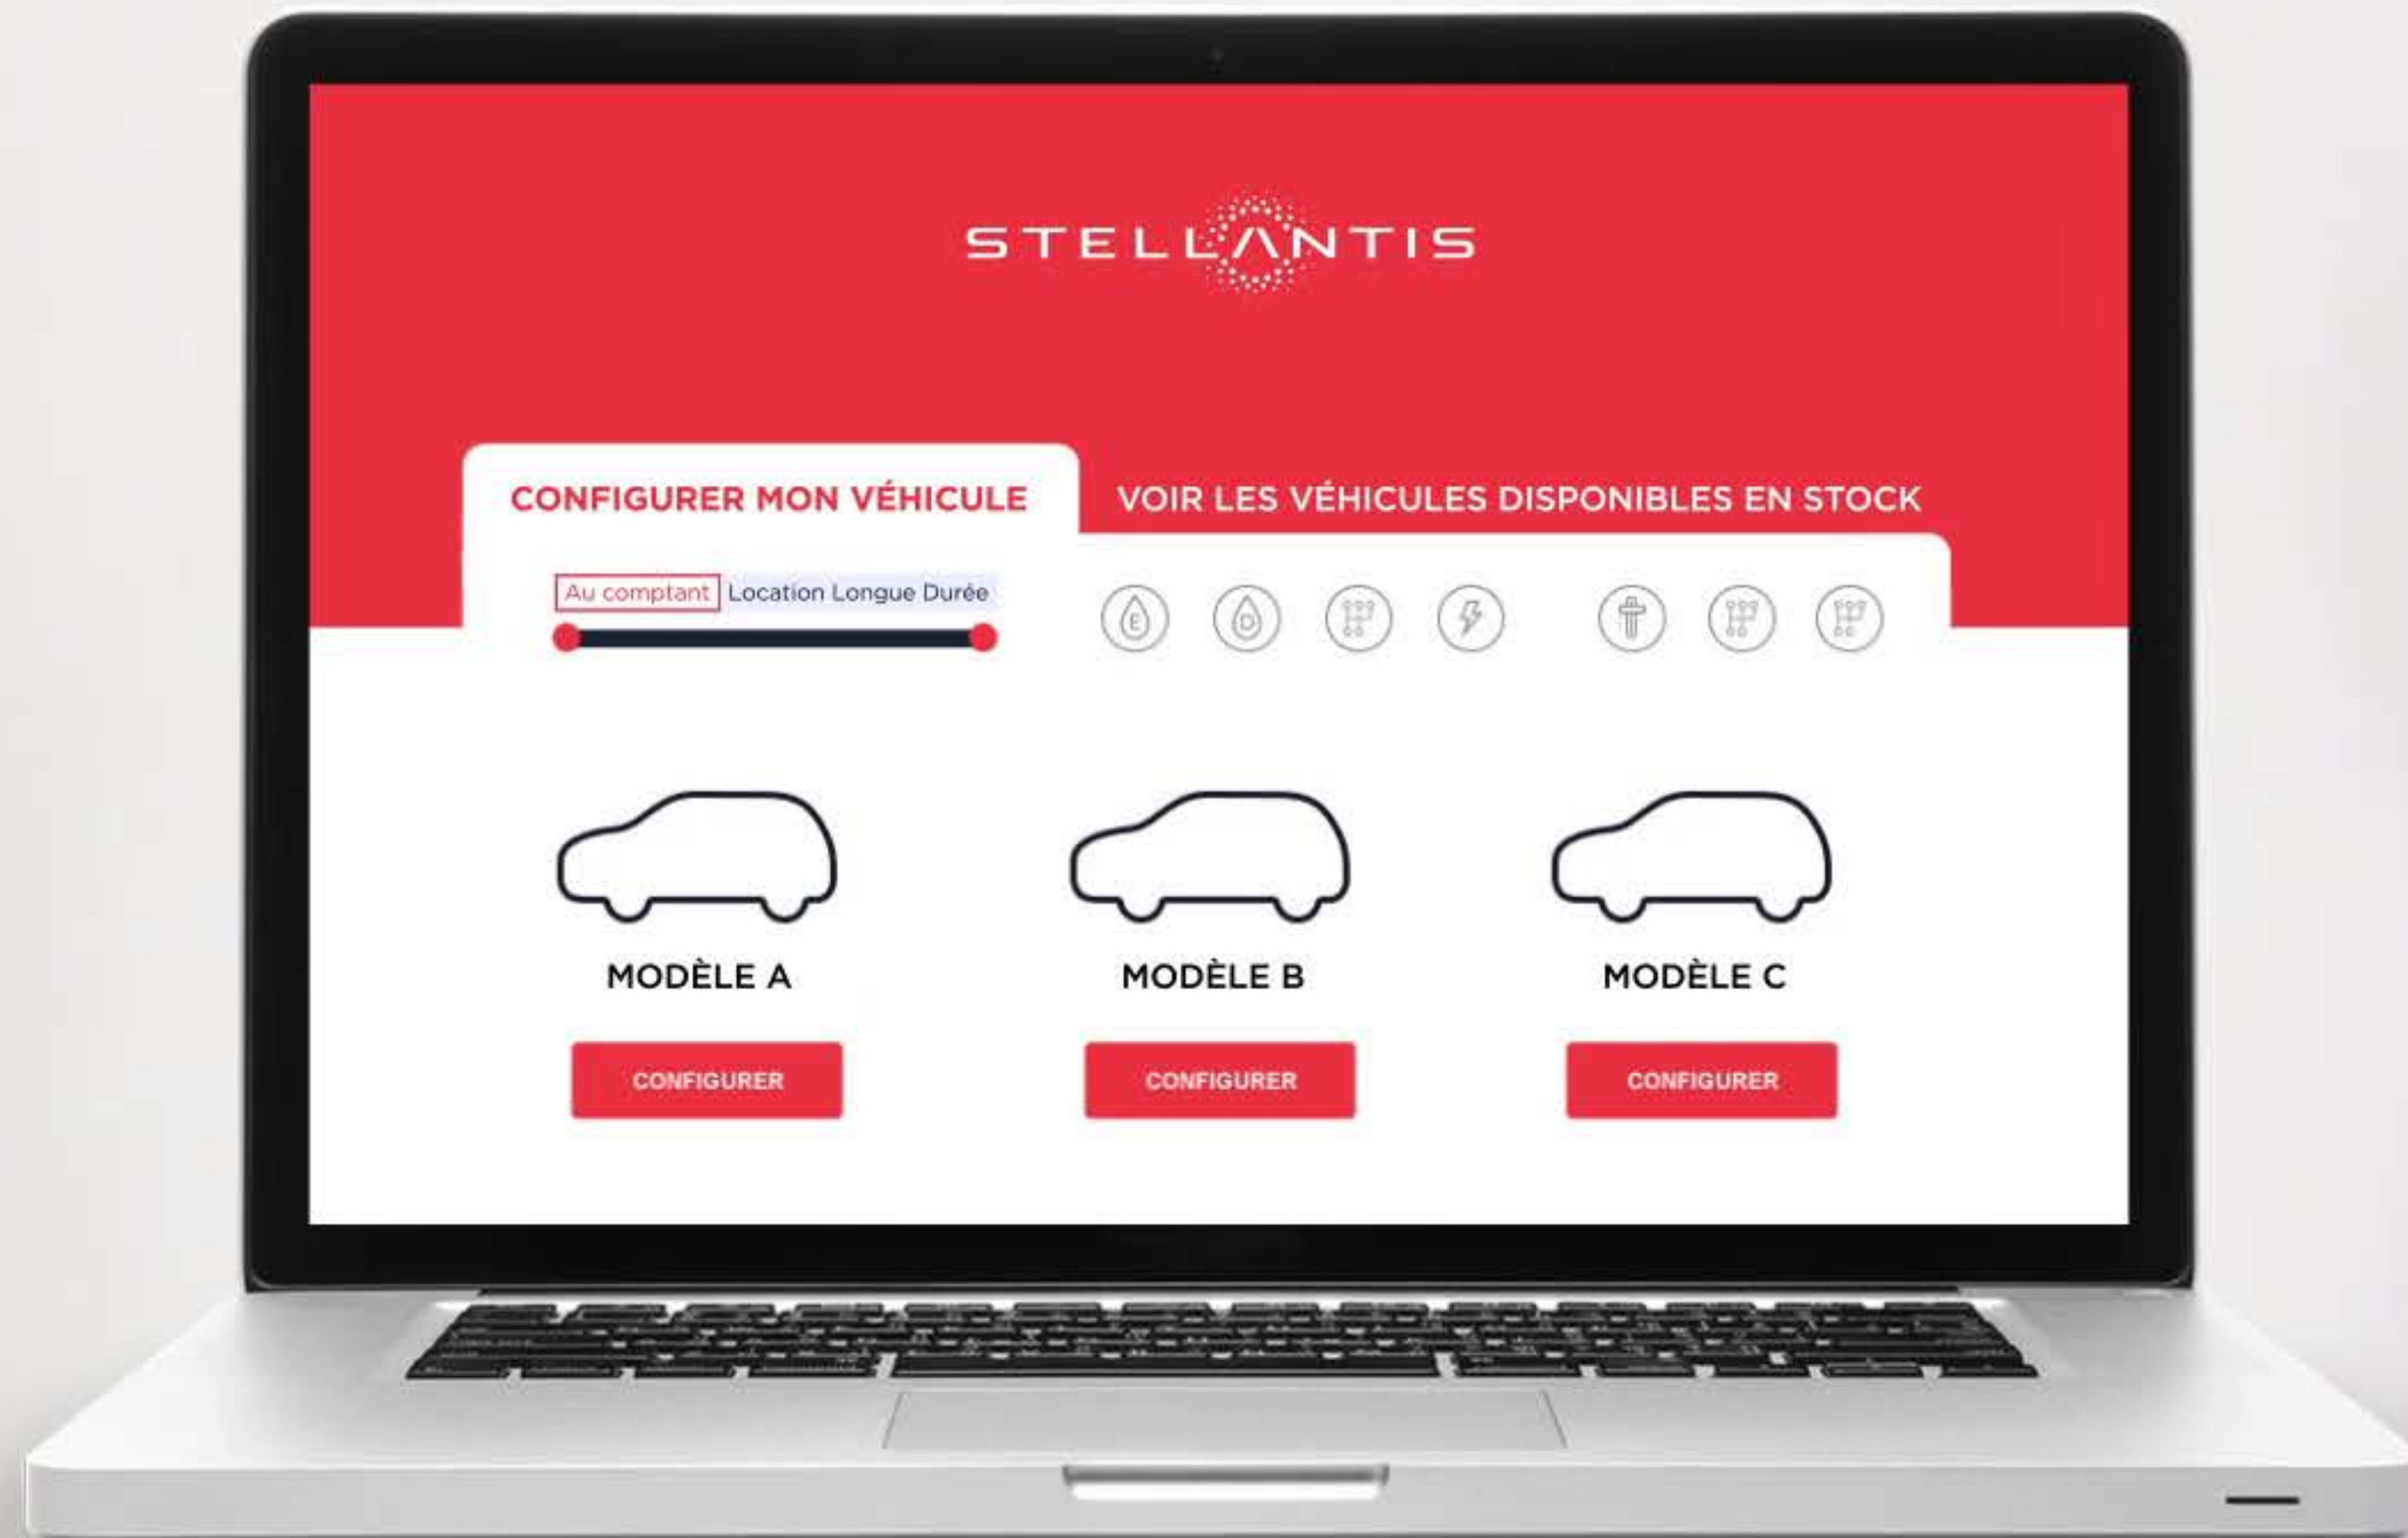 STELLANTIS
CONFIGURER MON VÉHICULE
VOIR LES VÉHICULES DISPONIBLES EN STOCK
Au comptant Location Longue Durée
E
D
MODÈLE A
MODÈLE B
MODÈLE C
CONFIGURER
CONFIGURER
CONFIGURER